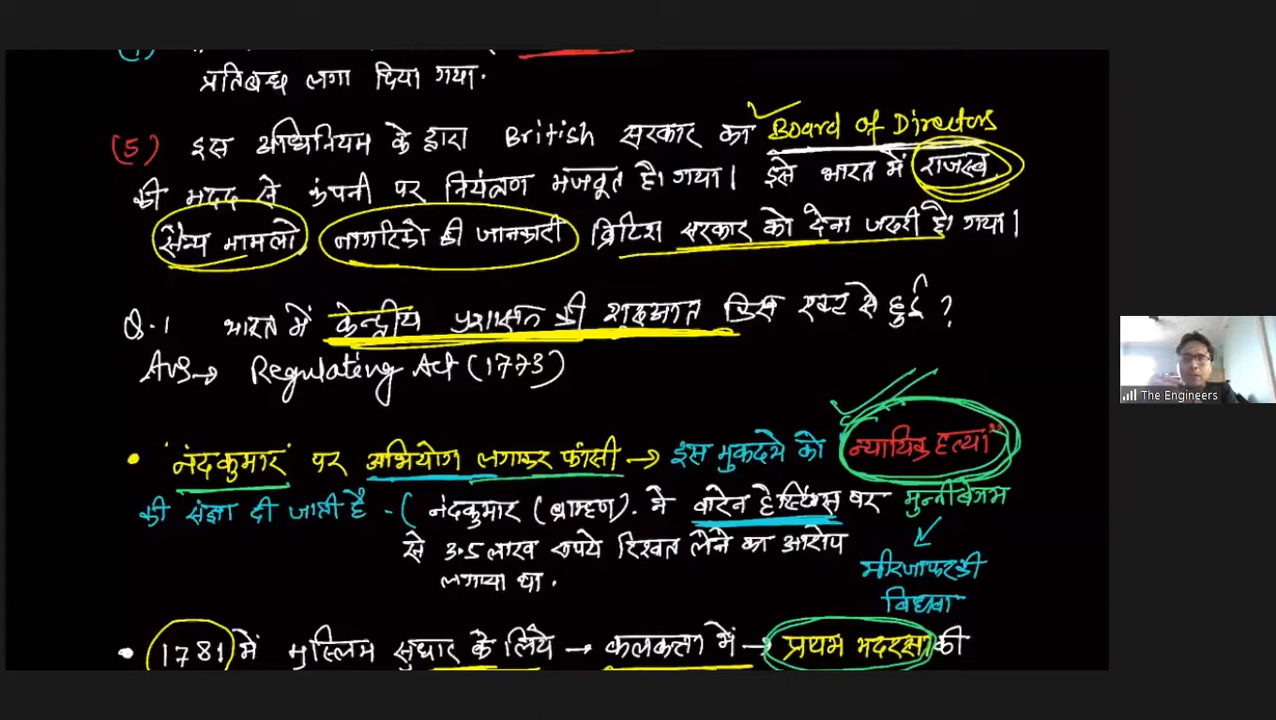 (4)
प्रतिबन्ध लगा दिया गया.
(5) इस अधिनियम के द्वारा British सरकार का Board of Directors
की मदद से कंपनी पर नियंत्रण मजबूत हो गया। इसे भारत में राजस्व,
सैन्य मामलो नागरिको की जानकारी ब्रिटिश सरकार को देना जरूरी हो गया।
Q.1 भारत में केन्द्रीय प्रशासन की शुरूआत किस एक्ट से हुई ?
Ans→ Regulating Act (1773)
• नंदकुमार पर अभियोग लगाकर फांसी → इस मुकदमे को "न्यायिक हत्या"
की संज्ञा दी जाती है - ( नंदकुमार (ब्राम्हण). ने वारेन हेस्टिंग्स पर मुन्नीबेगम
से 3.5 लाख रूपये रिश्वत लेने का आरोप
लगाया था.
मीरजाफर की
विधवा
• 1781 में मुस्लिम सुधार के लिये → कलकत्ता में → प्रथम मदरसा की
The Engineers